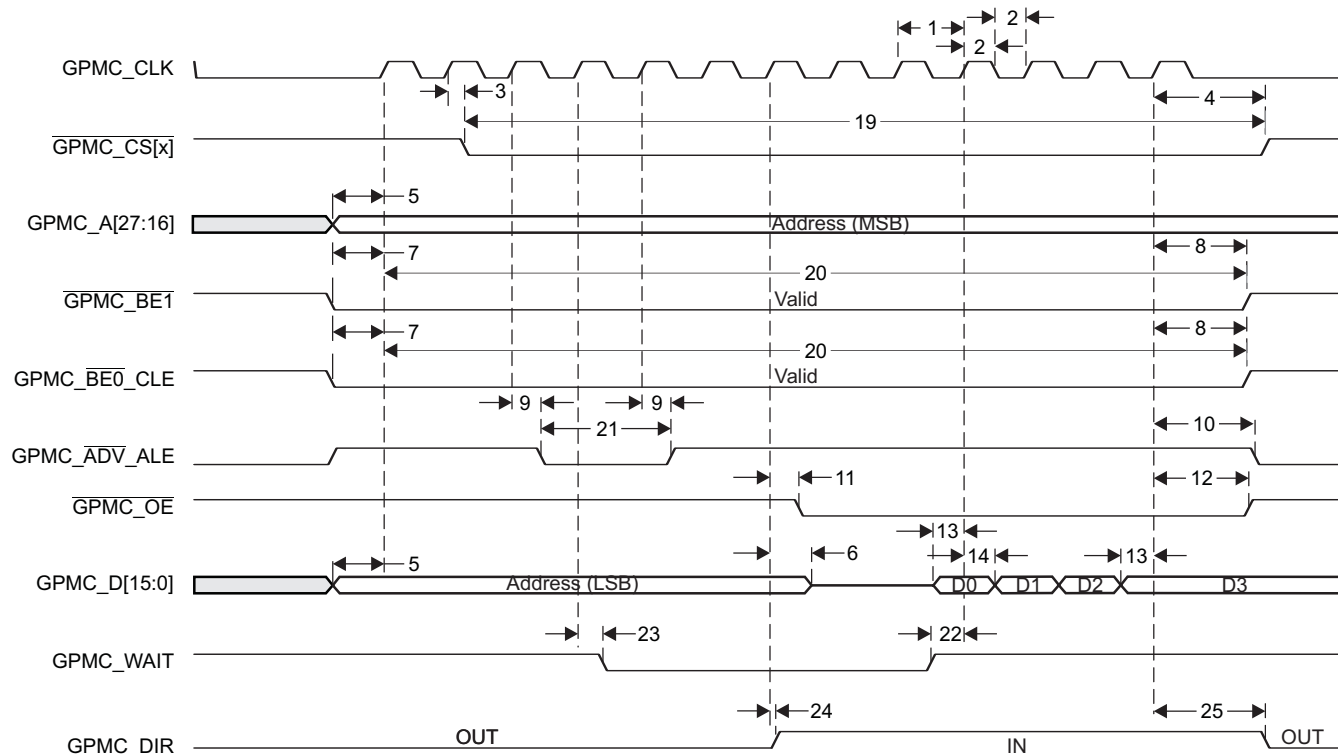 1
2
2
GPMC_CLK
3
4
19
GPMC_CS[x]
5
GPMC_A[27:16]
Address (MSB)
7
8
20
GPMC_BE1
Valid
7
8
20
GPMC_BE0_CLE
Valid
9
9
21
10
GPMC_ADV_ALE
11
12
GPMC_OE
13
5
6
14
13
GPMC_D[15:0]
Address (LSB)
D0
D1
D2
D3
23
22
GPMC_WAIT
24
25
GPMC_DIR
OUT
IN
OUT